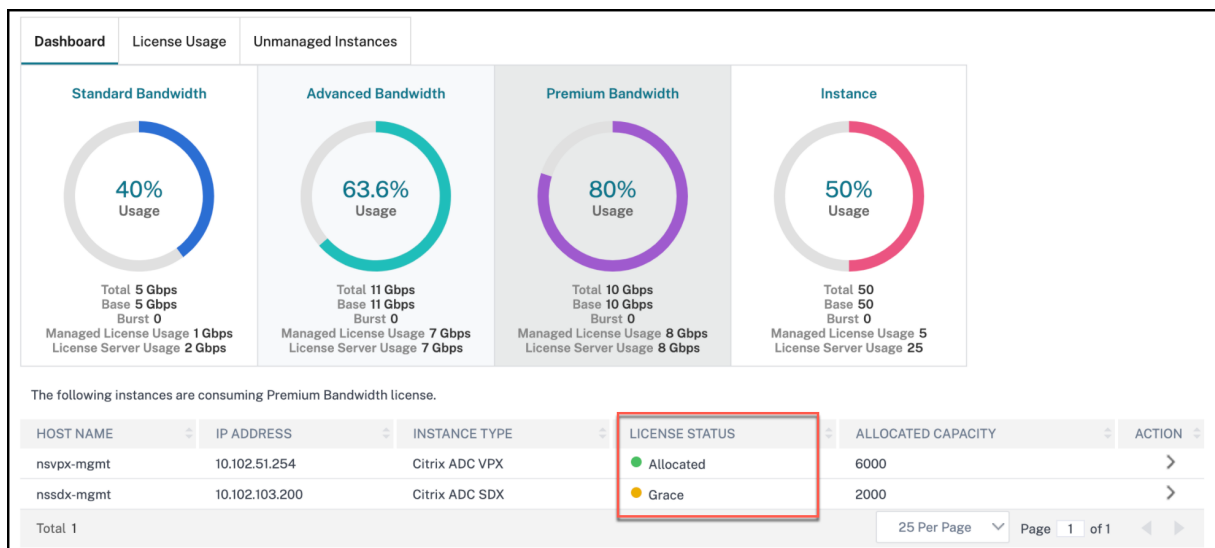 Dashboard License Usage Unmanaged Instances
Standard Bandwidth Advanced Bandwidth Premium Bandwidth Instance
40% 63.6% 80% 50%
Usage Usage Usage Usage
Total 5 Gbps Total 11 Gbps Total 10 Gbps Total 50
Base 5 Gbps Base 11 Gbps Base 10 Gbps Base 50
Burst 0 Burst 0 Burst 0 Burst 0
Managed License Usage 1 Gbps Managed License Usage 7 Gbps Managed License Usage 8 Gbps Managed License Usage 5
License Server Usage 2 Gbps License Server Usage 7 Gbps License Server Usage 8 Gbps License Server Usage 25
The following instances are consuming Premium Bandwidth license.
HOST NAME IP ADDRESS INSTANCE TYPE LICENSE STATUS ALLOCATED CAPACITY ACTION
nsvpx-mgmt 10.102.51.254 Citrix ADC VPX Allocated 6000
nssdx-mgmt 10.102.103.200 Citrix ADC SDX Grace 2000
Total 1 25 Per Page Page 1 of 1